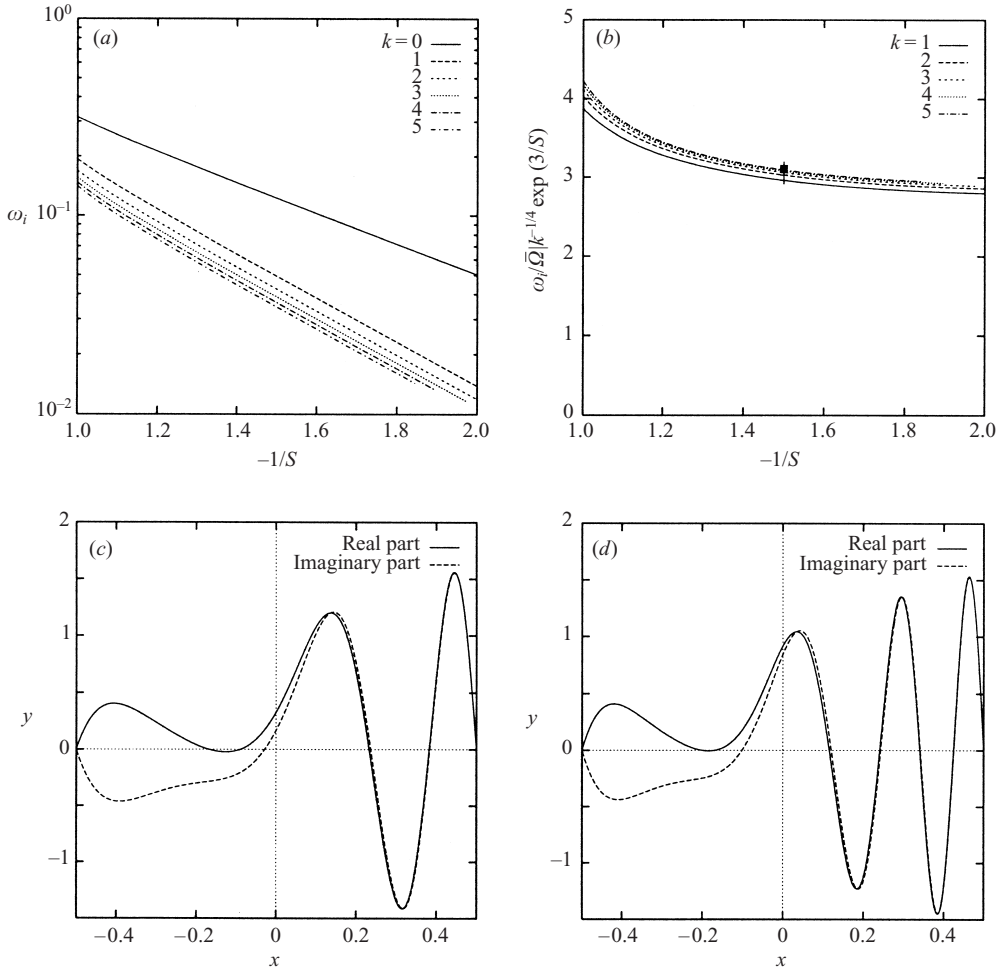 (a)
k = 0
1
2
3
4
5
10⁰
10⁻¹
10⁻²
ω_i
1.0 1.2 1.4 1.6 1.8 2.0
−1/S
(b)
k = 1
2
3
4
5
5
4
3
2
1
0
ω_i/Ω̄|k^{−1/4} exp (3/S)
1.0 1.2 1.4 1.6 1.8 2.0
−1/S
(c)
Real part
Imaginary part
2
1
0
−1
y
−0.4 −0.2 0 0.2 0.4
x
(d)
Real part
Imaginary part
2
1
0
−1
y
−0.4 −0.2 0 0.2 0.4
x